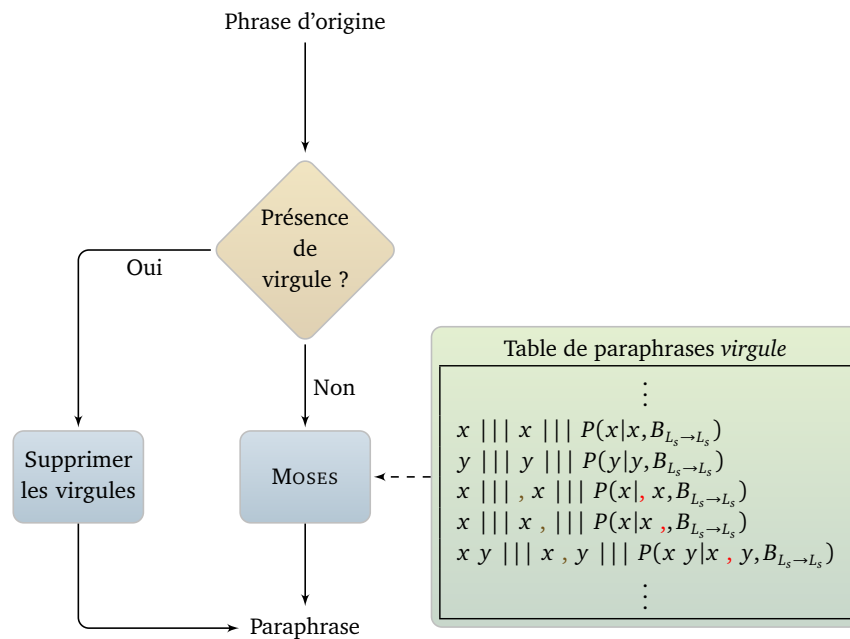 Phrase d’origine
Présence
de
virgule ?
Oui
Non
Supprimer
les virgules
MOSES
Paraphrase
Table de paraphrases virgule
⋮
x ||| x ||| P(x|x, B_{L_s→L_s})
y ||| y ||| P(y|y, B_{L_s→L_s})
x ||| , x ||| P(x|, x, B_{L_s→L_s})
x ||| x , ||| P(x|x ,, B_{L_s→L_s})
x y ||| x , y ||| P(x y|x , y, B_{L_s→L_s})
⋮